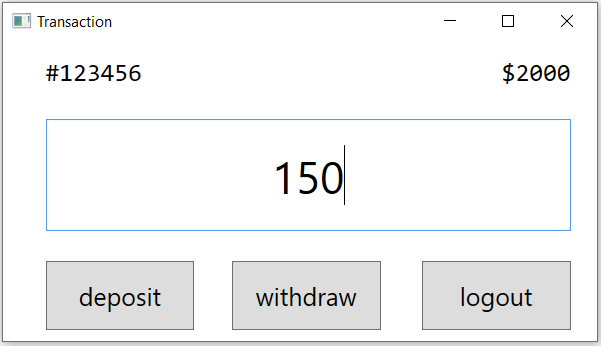 Transaction
#123456 $2000
150
deposit withdraw logout